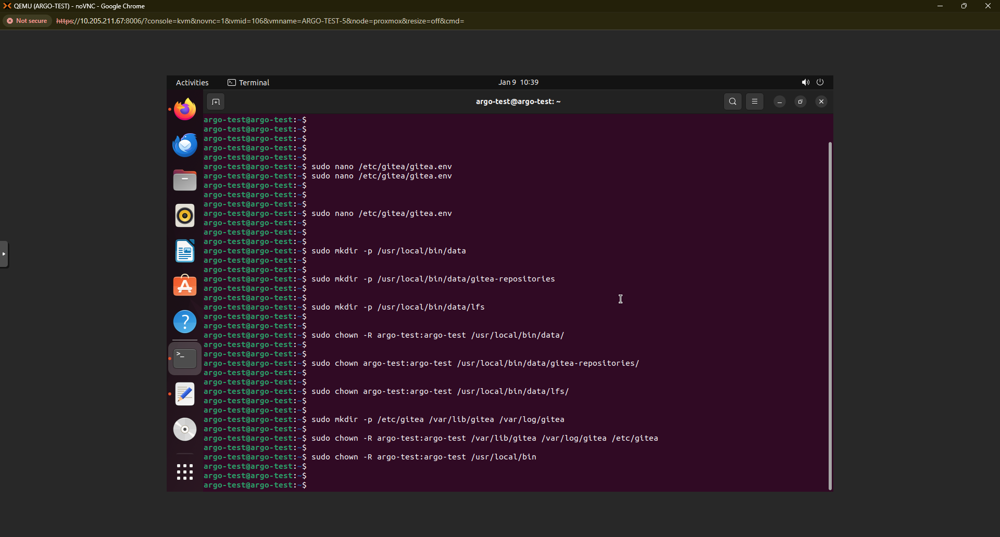 QEMU (ARGO-TEST) - noVNC - Google Chrome
Not secure https://10.205.211.67:8006/?console=kvm&novnc=1&vmid=106&vmname=ARGO-TEST-5&node=proxmox&resize=off&cmd=
Activities Terminal Jan 9 10:39
argo-test@argo-test: ~
argo-test@argo-test:~$
argo-test@argo-test:~$
argo-test@argo-test:~$
argo-test@argo-test:~$
argo-test@argo-test:~$
argo-test@argo-test:~$ sudo nano /etc/gitea/gitea.env
argo-test@argo-test:~$ sudo nano /etc/gitea/gitea.env
argo-test@argo-test:~$
argo-test@argo-test:~$
argo-test@argo-test:~$
argo-test@argo-test:~$ sudo nano /etc/gitea/gitea.env
argo-test@argo-test:~$
argo-test@argo-test:~$
argo-test@argo-test:~$
argo-test@argo-test:~$ sudo mkdir -p /usr/local/bin/data
argo-test@argo-test:~$
argo-test@argo-test:~$
argo-test@argo-test:~$ sudo mkdir -p /usr/local/bin/data/gitea-repositories
argo-test@argo-test:~$
argo-test@argo-test:~$
argo-test@argo-test:~$ sudo mkdir -p /usr/local/bin/data/lfs
argo-test@argo-test:~$
argo-test@argo-test:~$
argo-test@argo-test:~$ sudo chown -R argo-test:argo-test /usr/local/bin/data/
argo-test@argo-test:~$
argo-test@argo-test:~$
argo-test@argo-test:~$ sudo chown argo-test:argo-test /usr/local/bin/data/gitea-repositories/
argo-test@argo-test:~$
argo-test@argo-test:~$
argo-test@argo-test:~$ sudo chown argo-test:argo-test /usr/local/bin/data/lfs/
argo-test@argo-test:~$
argo-test@argo-test:~$
argo-test@argo-test:~$ sudo mkdir -p /etc/gitea /var/lib/gitea /var/log/gitea
argo-test@argo-test:~$
argo-test@argo-test:~$ sudo chown -R argo-test:argo-test /var/lib/gitea /var/log/gitea /etc/gitea
argo-test@argo-test:~$
argo-test@argo-test:~$ sudo chown -R argo-test:argo-test /usr/local/bin
argo-test@argo-test:~$
argo-test@argo-test:~$
argo-test@argo-test:~$